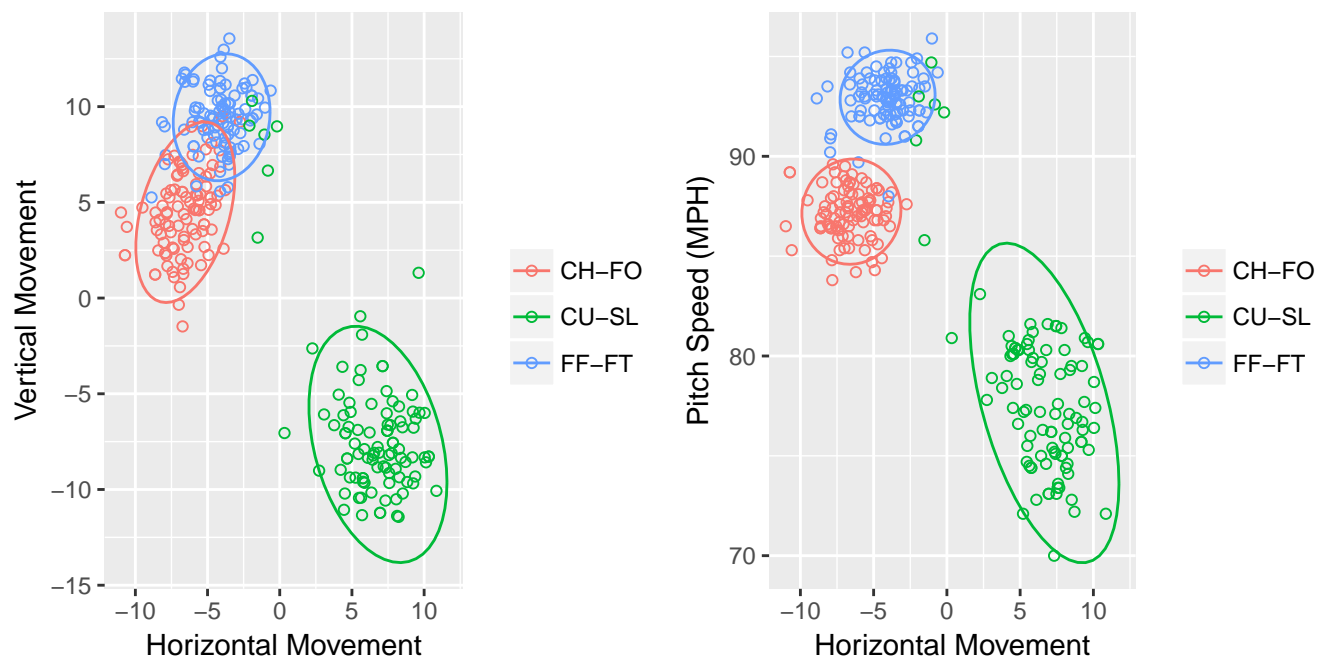 Vertical Movement
10
5
0
−5
−10
−15
−10 −5 0 5 10
Horizontal Movement
CH−FO
CU−SL
FF−FT
Pitch Speed (MPH)
90
80
70
−10 −5 0 5 10
Horizontal Movement
CH−FO
CU−SL
FF−FT